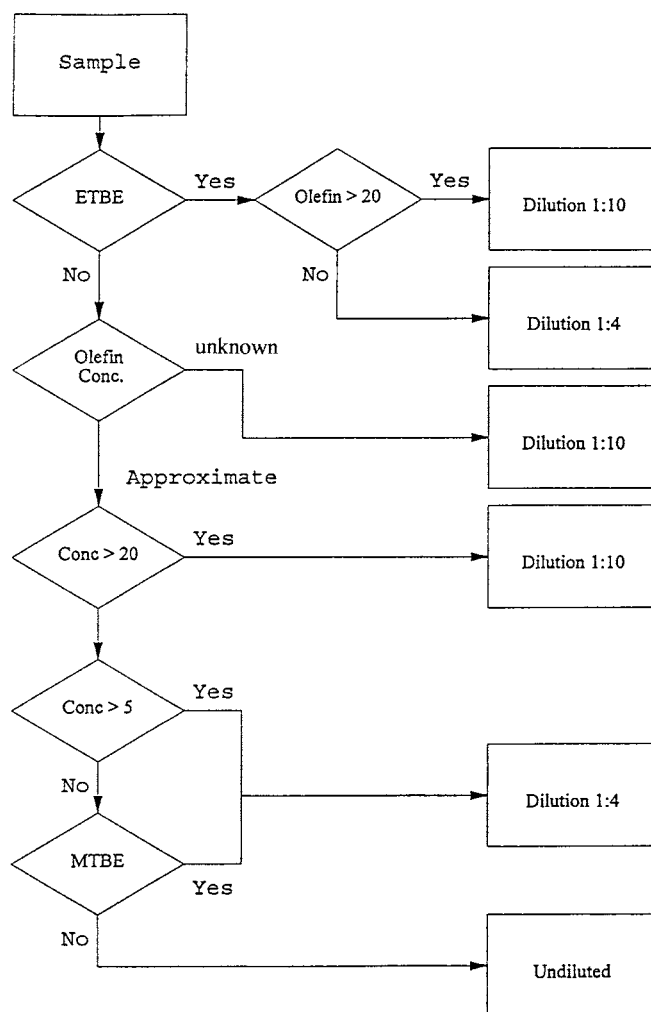 Sample
ETBE
Yes
Olefin > 20
Yes
Dilution 1:10
No
No
Dilution 1:4
Olefin
Conc.
unknown
Dilution 1:10
Approximate
Conc > 20
Yes
Dilution 1:10
Conc > 5
Yes
No
Dilution 1:4
MTBE
Yes
No
Undiluted